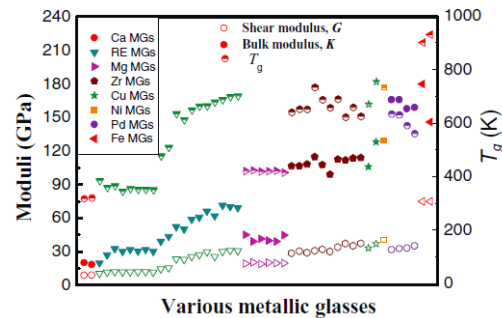 240
210
180
150
120
90
60
30
0
Moduli (GPa)
Ca MGs
RE MGs
Mg MGs
Zr MGs
Cu MGs
Ni MGs
Pd MGs
Fe MGs
Shear modulus, G
Bulk modulus, K
Tg
1000
800
600
400
200
0
Tg (K)
Various metallic glasses